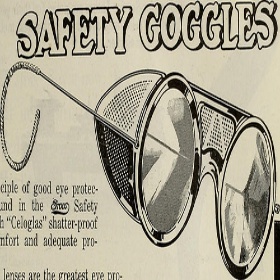 SAFETY GOGGLES
ciple of good eye protec-
und in the Safety
h "Celoglas" shatter-proof
mfort and adequate pro-
lenses are the greatest eye pro-